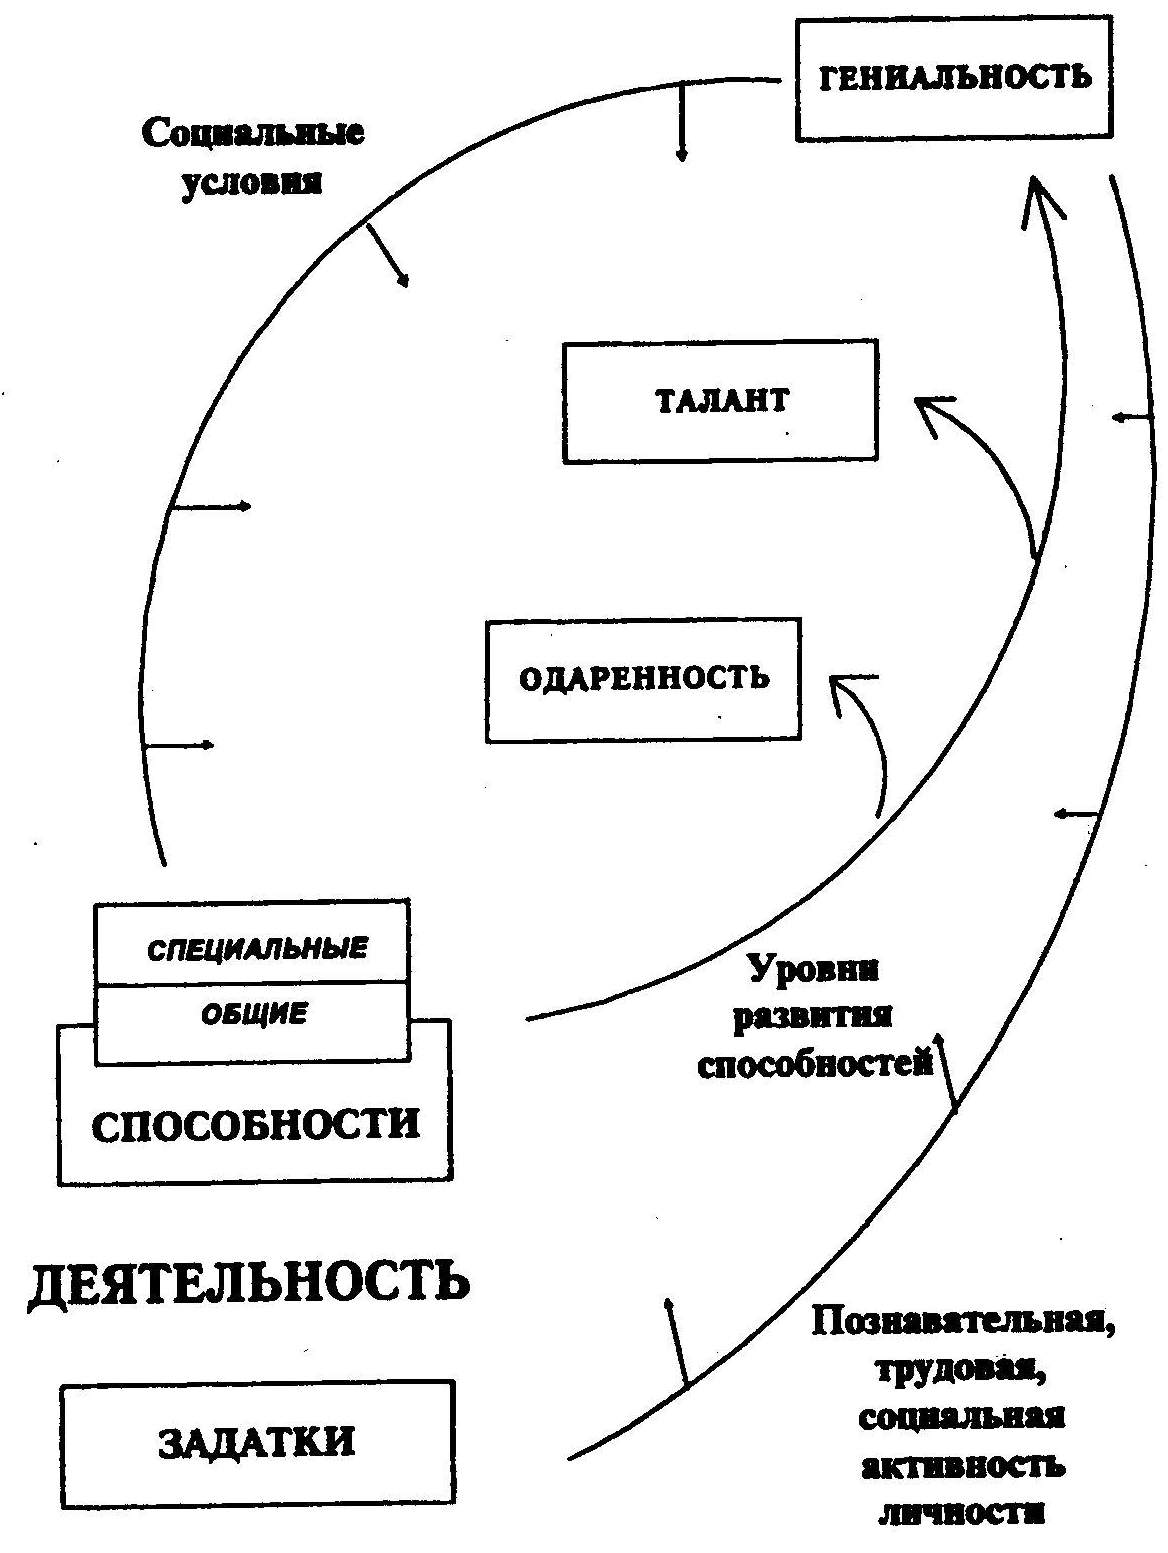 ГЕНИАЛЬНОСТЬ
Социальные
условия
ТАЛАНТ
ОДАРЕННОСТЬ
СПЕЦИАЛЬНЫЕ
ОБЩИЕ
СПОСОБНОСТИ
Уровни
развития
способностей
ДЕЯТЕЛЬНОСТЬ
ЗАДАТКИ
Познавательная,
трудовая,
социальная
активность
личности